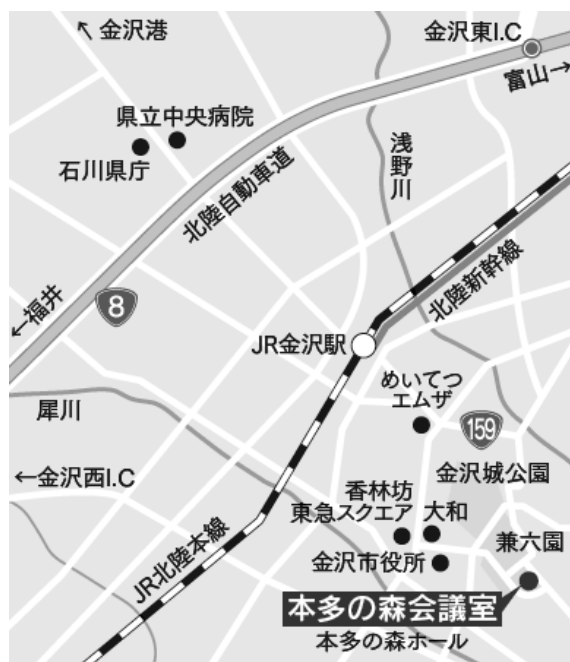 ↖金沢港
金沢東I.C
富山→
県立中央病院
石川県庁
浅野川
北陸自動車道
北陸新幹線
←福井
8
JR金沢駅
めいてつ
エムザ
犀川
159
←金沢西I.C
金沢城公園
香林坊
東急スクエア
大和
兼六園
JR北陸本線
金沢市役所
本多の森会議室
本多の森ホール